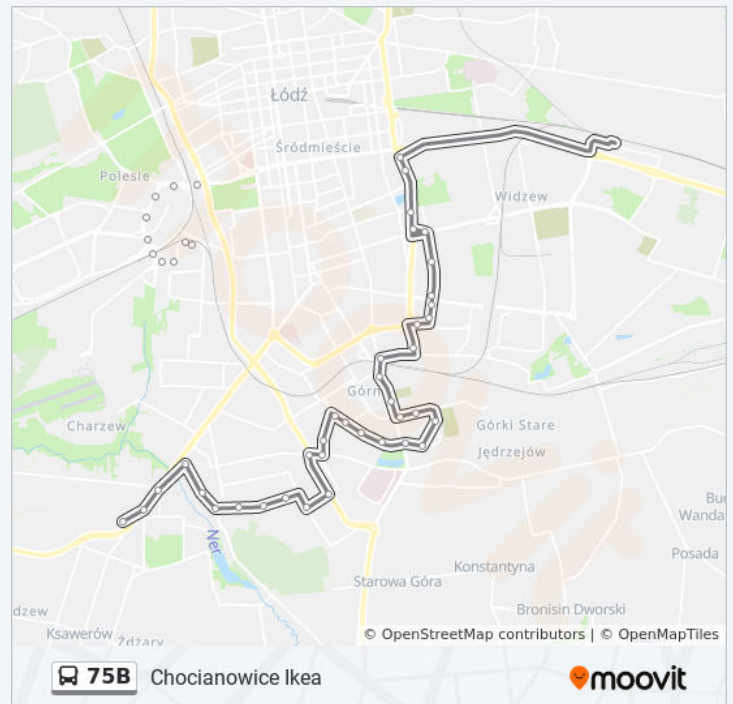 Łódź
Śródmieście
Polesie
Widzew
Górn
Charzew
Górki Stare
Jędrzejów
Bue
Wanda
Ner
Posada
Konstantyna
Starowa Góra
dzew
Bronisin Dworski
Ksawerów
Żdżary
© OpenStreetMap contributors | © OpenMapTiles
75B Chocianowice Ikea
moovit